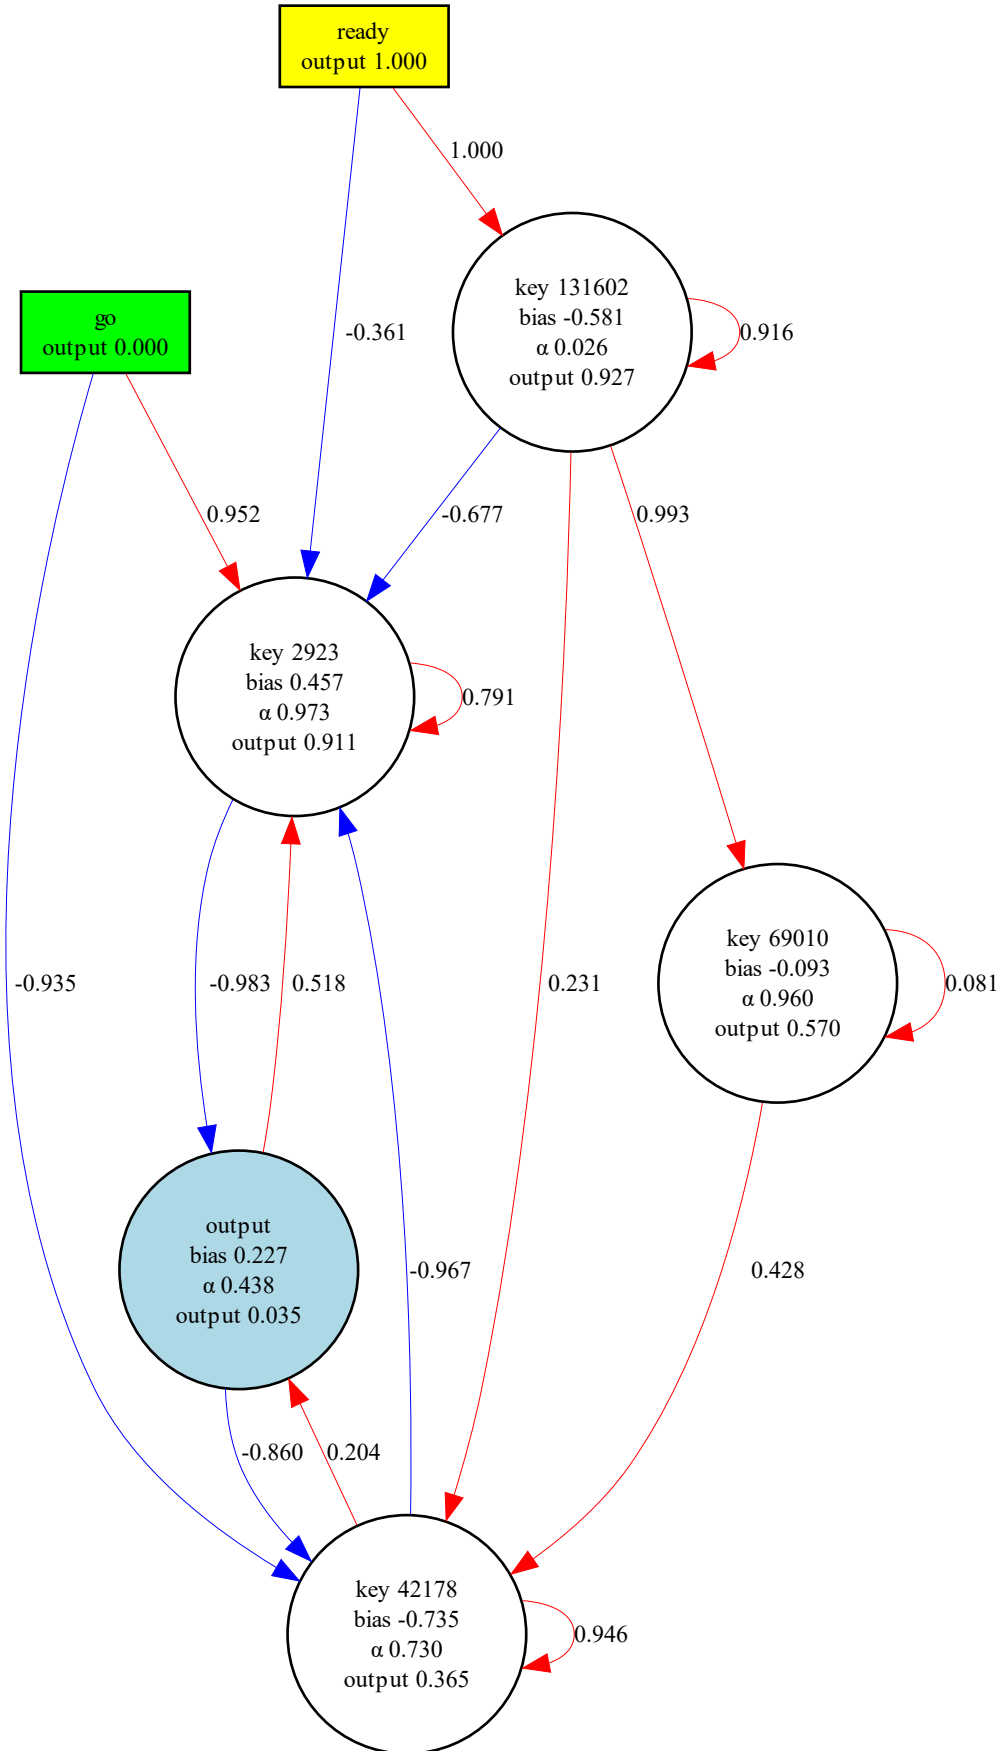 ready
output 1.000
1.000
key 131602
bias -0.581
α 0.026
output 0.927
0.916
go
output 0.000
-0.361
0.952
-0.677
0.993
key 2923
bias 0.457
α 0.973
output 0.911
0.791
key 69010
bias -0.093
α 0.960
output 0.570
0.081
-0.935
-0.983
0.518
0.231
output
bias 0.227
α 0.438
output 0.035
-0.967
0.428
-0.860
0.204
key 42178
bias -0.735
α 0.730
output 0.365
0.946